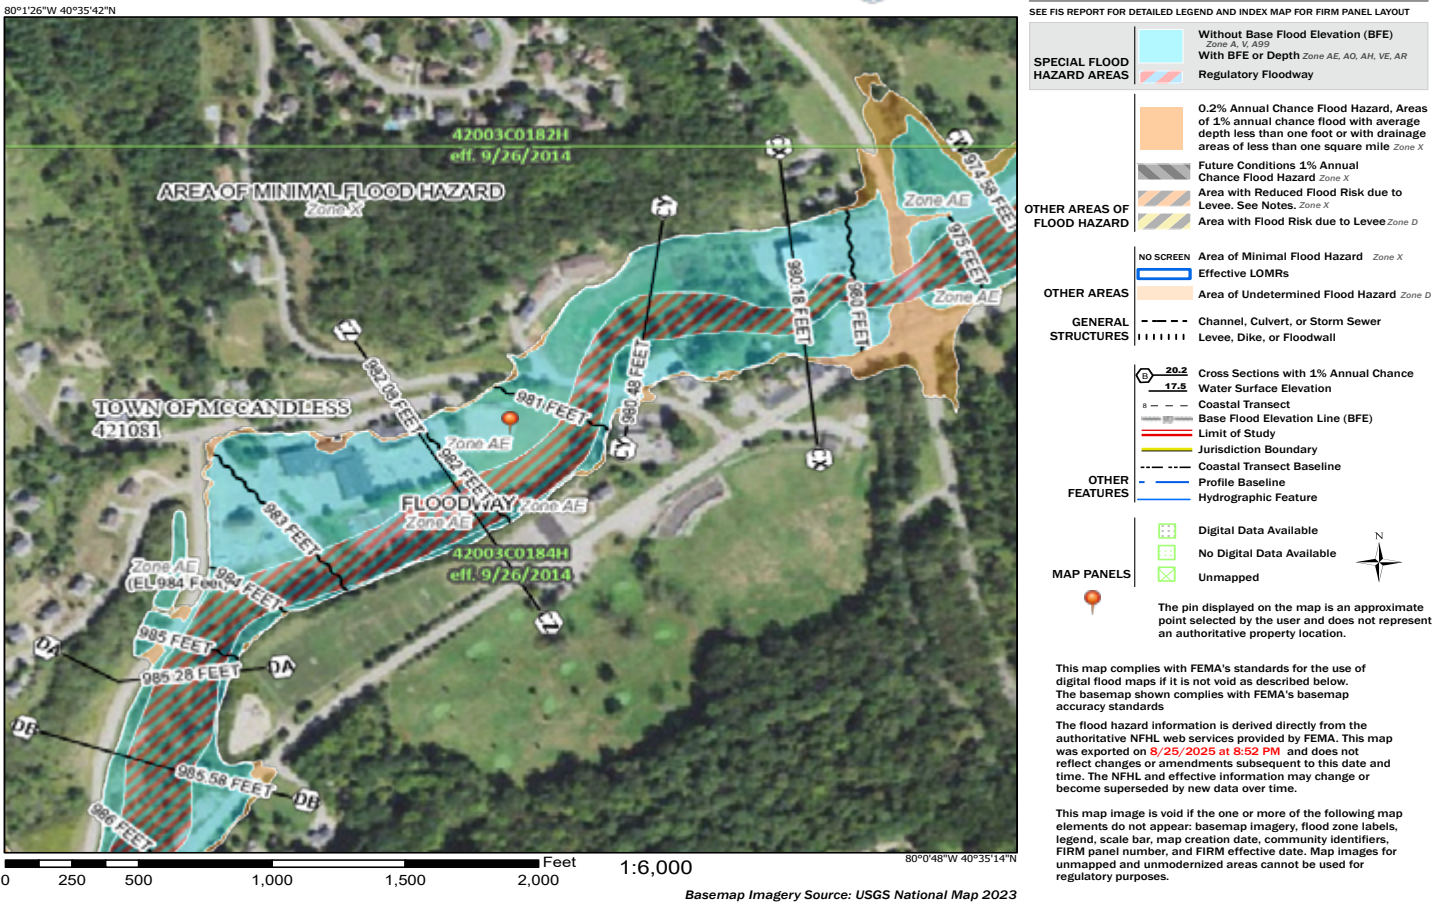 80°1'26"W 40°35'42"N
42003C0182H
eff. 9/26/2014
AREA OF MINIMAL FLOOD HAZARD
Zone X
Zone AE
974.58 FEET
975 FEET
Zone AE
CX
CY
980.18 FEET
980 FEET
CZ
982.08 FEET
980.48 FEET
981 FEET
TOWN OF MCCANDLESS
421081
Zone AE
CY
CX
982 FEET
FLOODWAY
Zone AE
Zone AE
983 FEET
42003C0184H
eff. 9/26/2014
Zone AE
(EL 984 Feet)
984 FEET
CZ
985 FEET
DA
985.28 FEET
DA
DB
985.58 FEET
DB
986 FEET
80°0'48"W 40°35'14"N
Feet
1:6,000
0 250 500 1,000 1,500 2,000
Basemap Imagery Source: USGS National Map 2023
SEE FIS REPORT FOR DETAILED LEGEND AND INDEX MAP FOR FIRM PANEL LAYOUT
SPECIAL FLOOD
HAZARD AREAS
Without Base Flood Elevation (BFE)
Zone A, V, A99
With BFE or Depth Zone AE, AO, AH, VE, AR
Regulatory Floodway
0.2% Annual Chance Flood Hazard, Areas
of 1% annual chance flood with average
depth less than one foot or with drainage
areas of less than one square mile Zone X
Future Conditions 1% Annual
Chance Flood Hazard Zone X
OTHER AREAS OF
FLOOD HAZARD
Area with Reduced Flood Risk due to
Levee. See Notes. Zone X
Area with Flood Risk due to Levee Zone D
NO SCREEN Area of Minimal Flood Hazard Zone X
Effective LOMRs
OTHER AREAS
Area of Undetermined Flood Hazard Zone D
GENERAL
STRUCTURES
Channel, Culvert, or Storm Sewer
Levee, Dike, or Floodwall
B 20.2 Cross Sections with 1% Annual Chance
17.5 Water Surface Elevation
8 Coastal Transect
Base Flood Elevation Line (BFE)
Limit of Study
Jurisdiction Boundary
Coastal Transect Baseline
OTHER
FEATURES
Profile Baseline
Hydrographic Feature
Digital Data Available
No Digital Data Available
Unmapped
N
MAP PANELS
The pin displayed on the map is an approximate
point selected by the user and does not represent
an authoritative property location.
This map complies with FEMA's standards for the use of
digital flood maps if it is not void as described below.
The basemap shown complies with FEMA's basemap
accuracy standards
The flood hazard information is derived directly from the
authoritative NFHL web services provided by FEMA. This map
was exported on 8/25/2025 at 8:52 PM and does not
reflect changes or amendments subsequent to this date and
time. The NFHL and effective information may change or
become superseded by new data over time.
This map image is void if the one or more of the following map
elements do not appear: basemap imagery, flood zone labels,
legend, scale bar, map creation date, community identifiers,
FIRM panel number, and FIRM effective date. Map images for
unmapped and unmodernized areas cannot be used for
regulatory purposes.